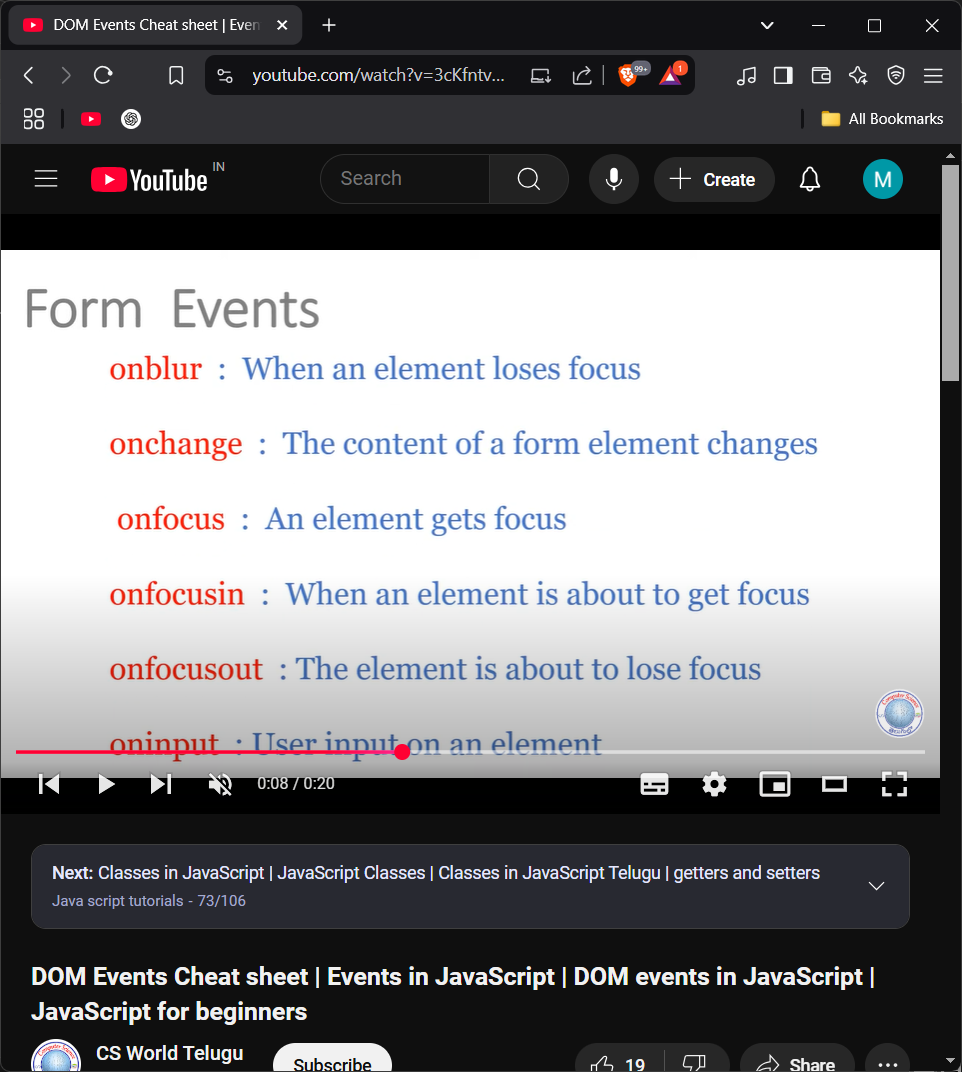 DOM Events Cheat sheet | Even
youtube.com/watch?v=3cKfntv...
99+
1
All Bookmarks
YouTube
IN
Search
Create
M
Form Events
onblur : When an element loses focus
onchange : The content of a form element changes
onfocus : An element gets focus
onfocusin : When an element is about to get focus
onfocusout : The element is about to lose focus
oninput : User input on an element
Computer Science
0:08 / 0:20
Next: Classes in JavaScript | JavaScript Classes | Classes in JavaScript Telugu | getters and setters
Java script tutorials - 73/106
DOM Events Cheat sheet | Events in JavaScript | DOM events in JavaScript |
JavaScript for beginners
CS World Telugu
Subscribe
19
Share